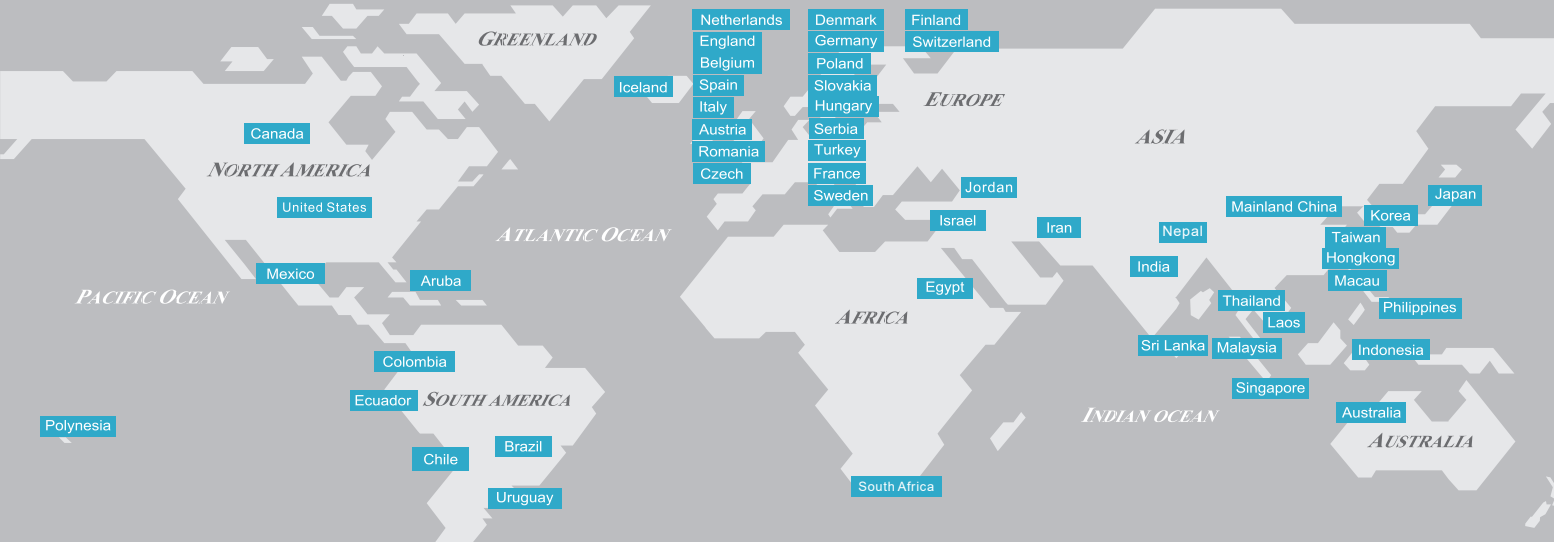 Netherlands
Denmark
Finland
GREENLAND
England
Germany
Switzerland
Belgium
Poland
Iceland
Spain
Slovakia
EUROPE
Italy
Hungary
Canada
Austria
Serbia
ASIA
Romania
Turkey
NORTH AMERICA
Czech
France
Jordan
Sweden
Japan
United States
Mainland China
Korea
Israel
Iran
Nepal
ATLANTIC OCEAN
Taiwan
Hongkong
Mexico
India
Aruba
Macau
PACIFIC OCEAN
Egypt
Thailand
Philippines
AFRICA
Laos
Sri Lanka
Malaysia
Indonesia
Colombia
Singapore
Ecuador
SOUTH AMERICA
INDIAN OCEAN
Australia
Polynesia
AUSTRALIA
Brazil
Chile
South Africa
Uruguay